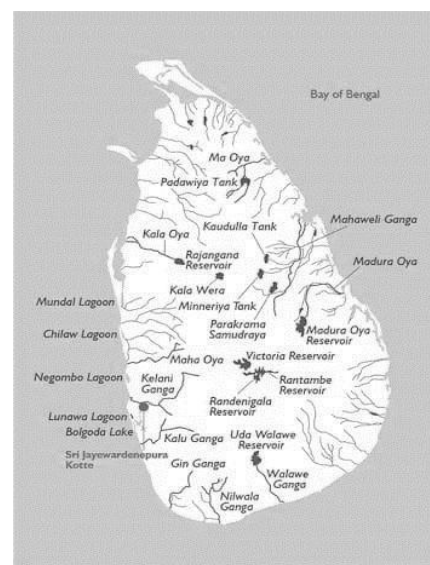 Bay of Bengal
Ma Oya
Padawiya Tank
Kaudulla Tank
Mahaweli Ganga
Kala Oya
Rajangana
Reservoir
Madura Oya
Kala Wera
Minneriya Tank
Parakrama
Samudraya
Mundal Lagoon
Chilaw Lagoon
Madura Oya
Reservoir
Maha Oya
Victoria Reservoir
Negombo Lagoon
Kelani
Ganga
Rantambe
Reservoir
Randenigala
Reservoir
Lunawa Lagoon
Bolgoda Lake
Kalu Ganga
Uda Walawe
Reservoir
Sri Jayewardenepura
Kotte
Gin Ganga
Walawe
Ganga
Nilwala
Ganga